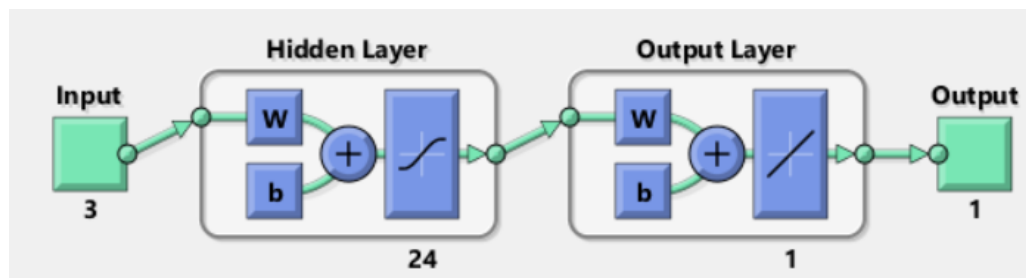 Hidden Layer
Output Layer
Input
Output
W
W
+
+
b
b
3
1
24
1